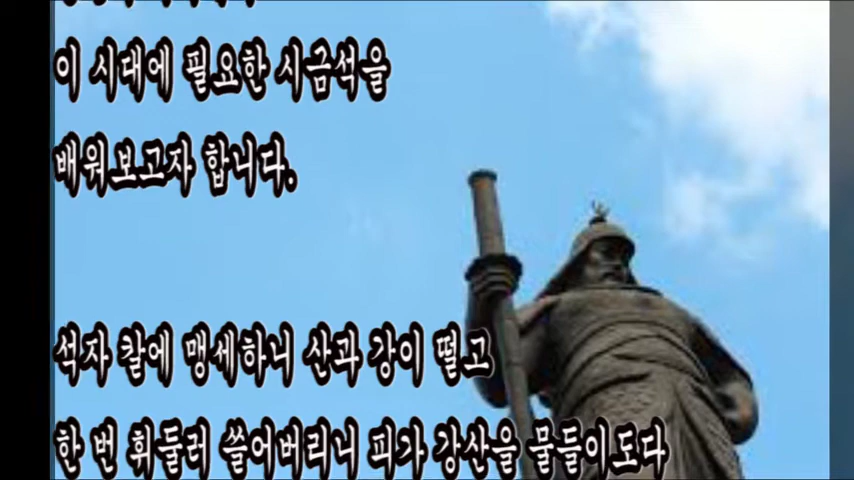 이 시대에 필요한 시금석을
배워보고자 합니다.
석자 칼에 맹세하니 산과 강이 떨고
한 번 휘둘러 쓸어버리니 피가 강산을 물들이도다